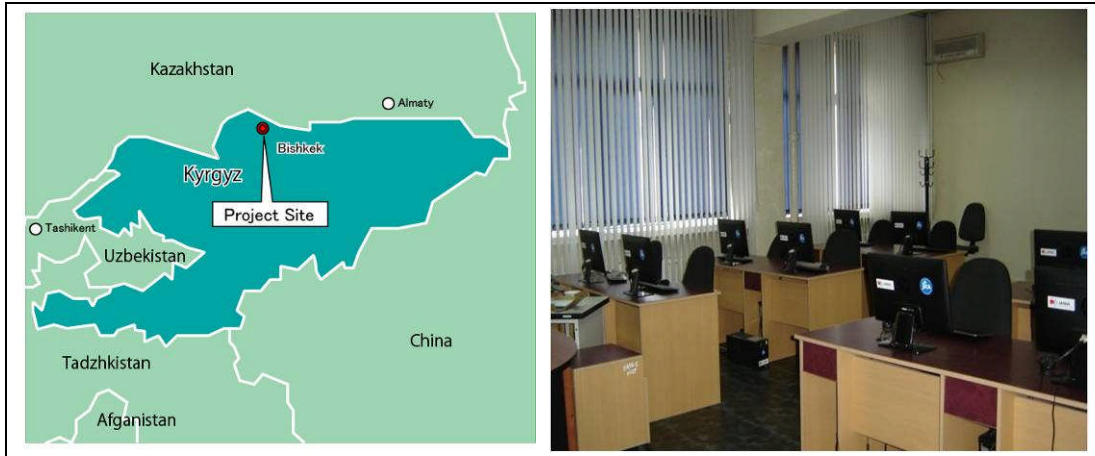 Kazakhstan
Almaty
Bishkek
Kyrgyz
Project Site
Tashikent
Uzbekistan
China
Tadzhkistan
Afganistan